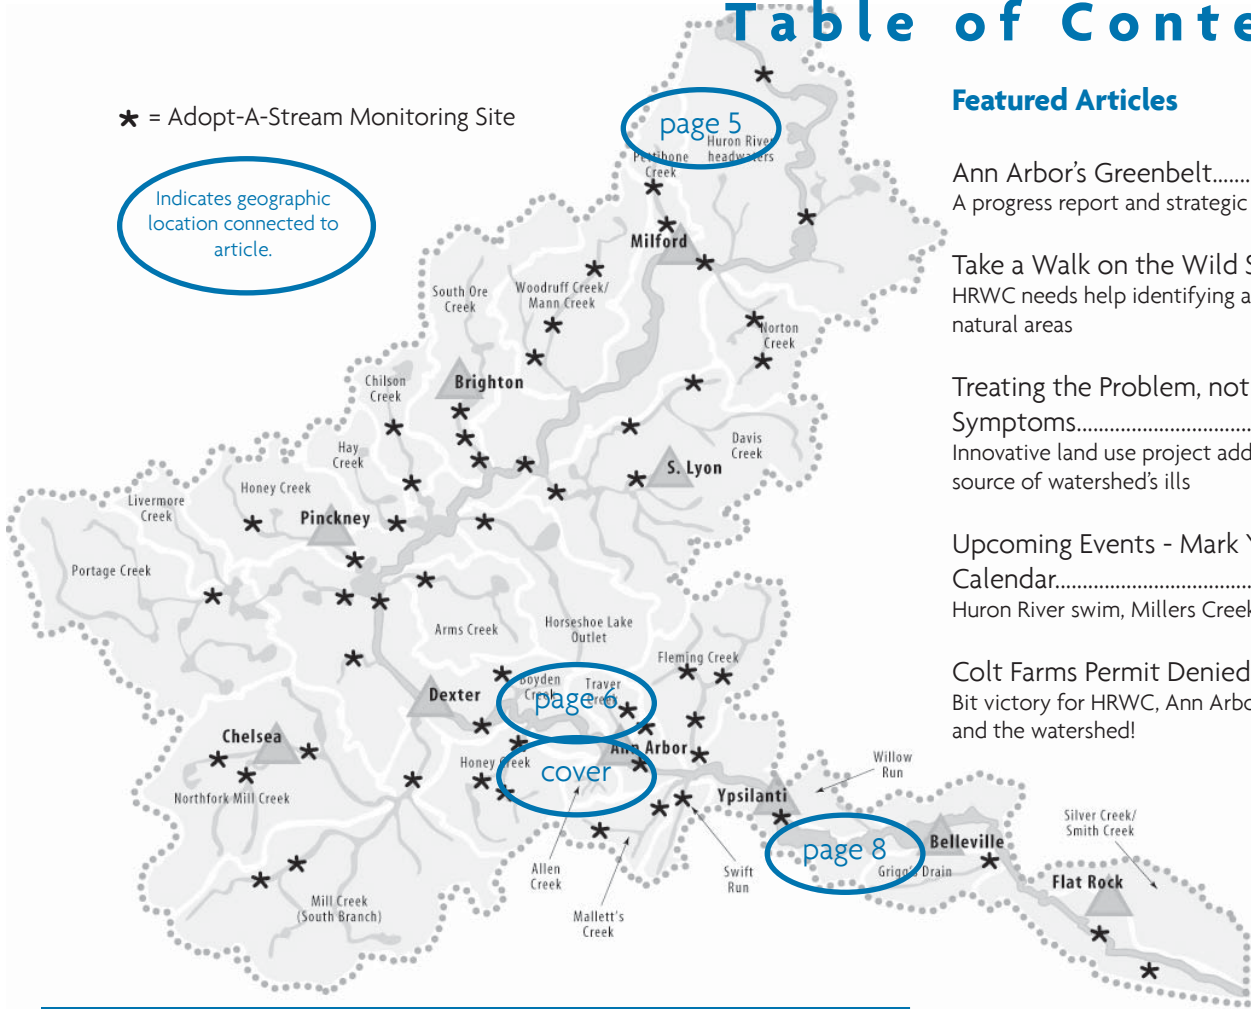 Table of Conte
★ = Adopt-A-Stream Monitoring Site
Indicates geographic
location connected to
article.
page 5
Huron River
headwaters
Pettibone
Creek
Milford
Woodruff Creek/
Mann Creek
South Ore
Creek
Norton
Creek
Chilson
Creek
Brighton
Hay
Creek
Davis
Creek
S. Lyon
Honey Creek
Livermore
Creek
Pinckney
Portage Creek
Arms Creek
Horseshoe Lake
Outlet
Fleming Creek
Boyden
Creek
Traver
Creek
page 6
Dexter
Chelsea
Ann Arbor
Honey Creek
cover
Northfork Mill Creek
Willow
Run
Ypsilanti
Silver Creek/
Smith Creek
page 8
Belleville
Griggs Drain
Allen
Creek
Swift
Run
Flat Rock
Mill Creek
(South Branch)
Mallett's
Creek
Featured Articles
Ann Arbor's Greenbelt.......
A progress report and strategic
Take a Walk on the Wild S
HRWC needs help identifying a
natural areas
Treating the Problem, not
Symptoms.................................
Innovative land use project add
source of watershed's ills
Upcoming Events - Mark Y
Calendar....................................
Huron River swim, Millers Creek
Colt Farms Permit Denied
Bit victory for HRWC, Ann Arbo
and the watershed!